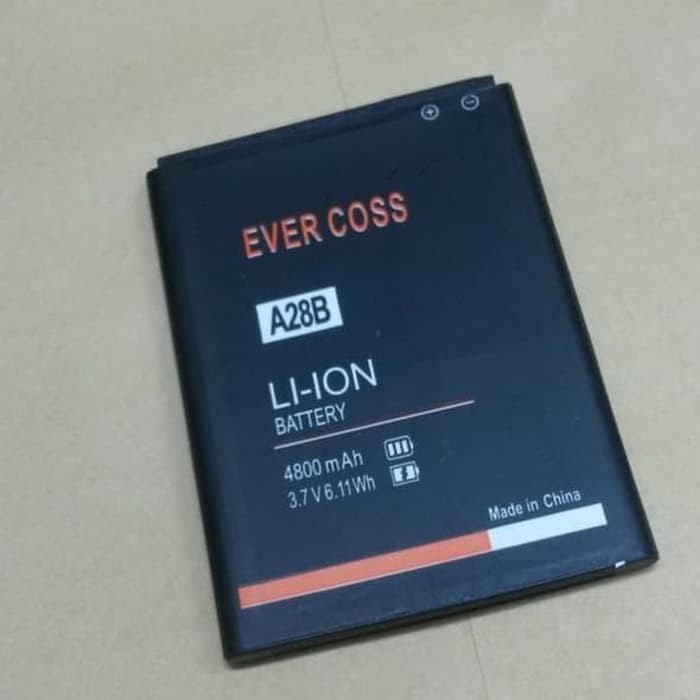 EVER COSS
A28B
LI-ION
BATTERY
4800 mAh
3.7 V 6.11Wh
Made in China